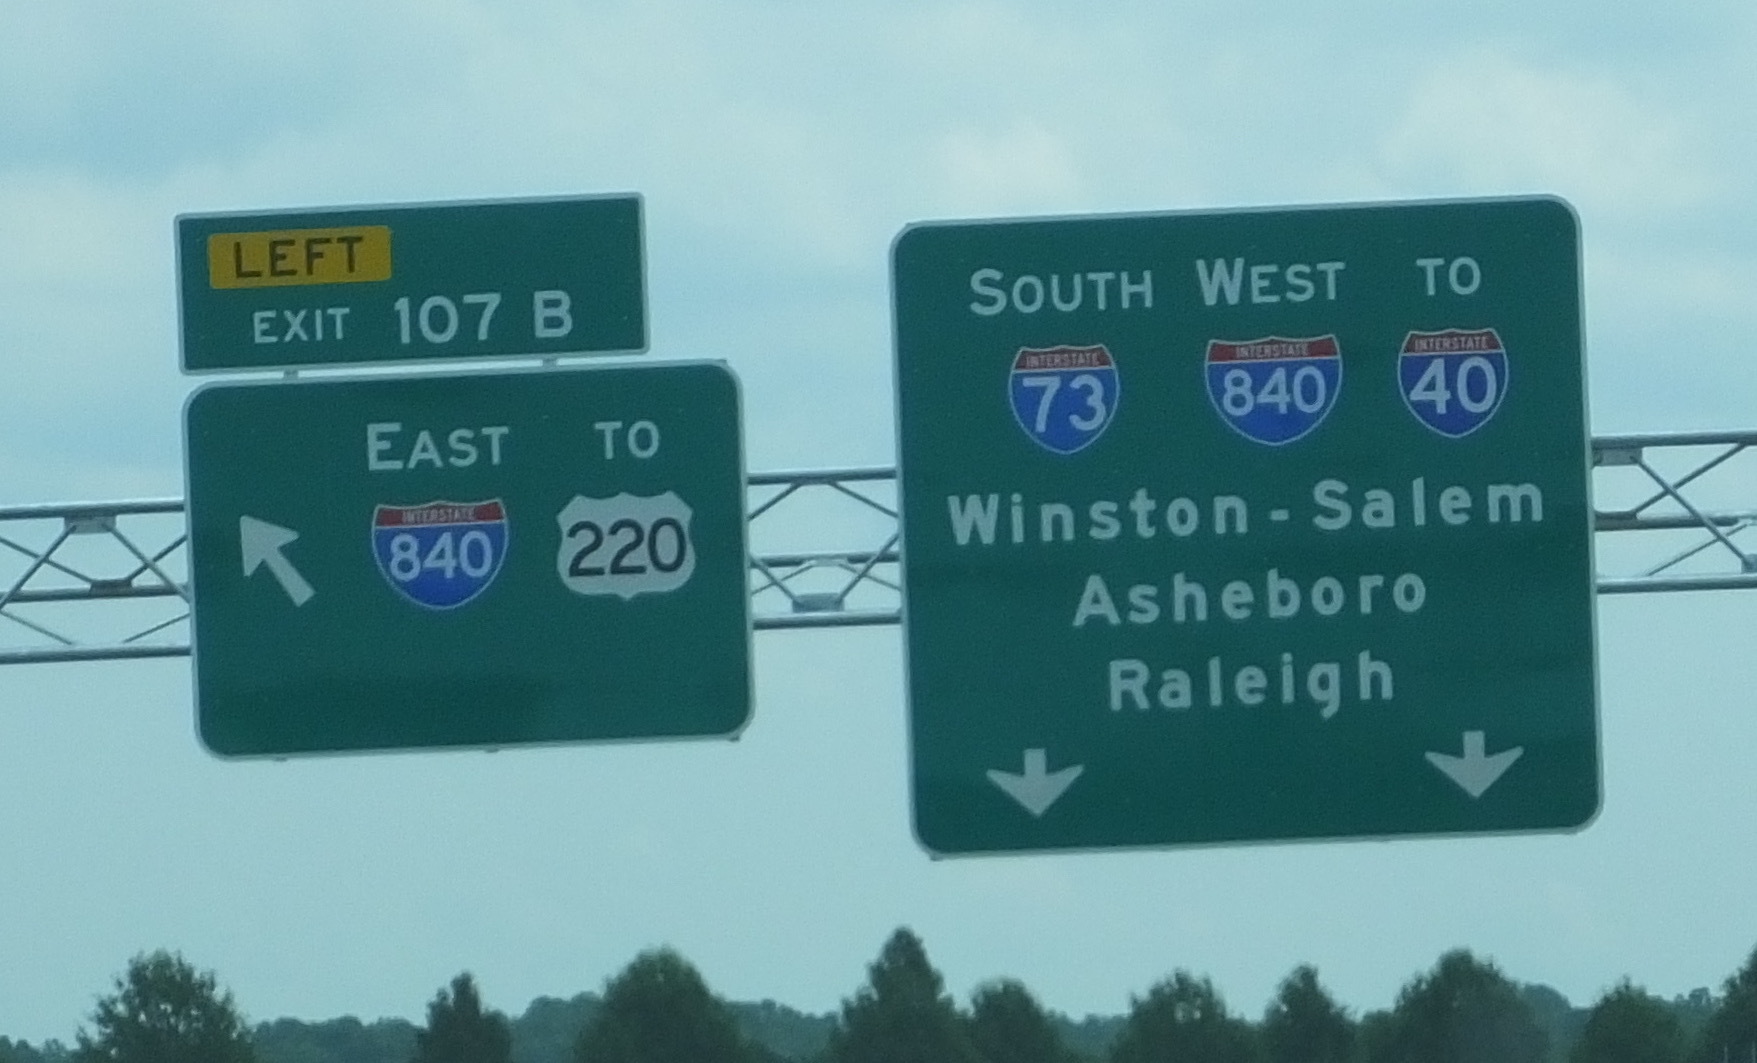 LEFT
EXIT 107 B
EAST TO
INTERSTATE
840 220
SOUTH WEST TO
INTERSTATE INTERSTATE INTERSTATE
73 840 40
Winston-Salem
Asheboro
Raleigh